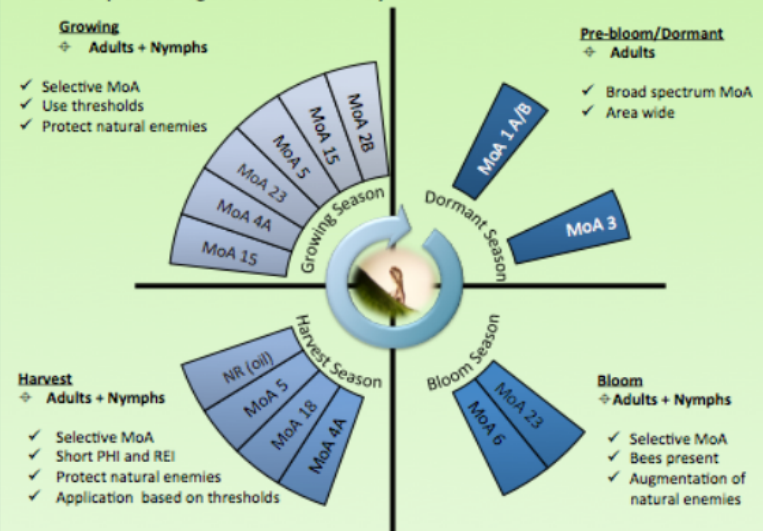 Growing
Adults + Nymphs
Selective MoA
Use thresholds
Protect natural enemies
Pre-bloom/Dormant
Adults
Broad spectrum MoA
Area wide
MoA 2B
MoA 15
MoA 5
MoA 23
MoA 4A
MoA 15
Growing Season
MoA 1 A/B
MoA 3
Dormant Season
Harvest Season
NR (oil)
MoA 5
MoA 18
MoA 4A
Bloom Season
MoA 23
MoA 6
Harvest
Adults + Nymphs
Selective MoA
Short PHI and REI
Protect natural enemies
Application based on thresholds
Bloom
Adults + Nymphs
Selective MoA
Bees present
Augmentation of
natural enemies